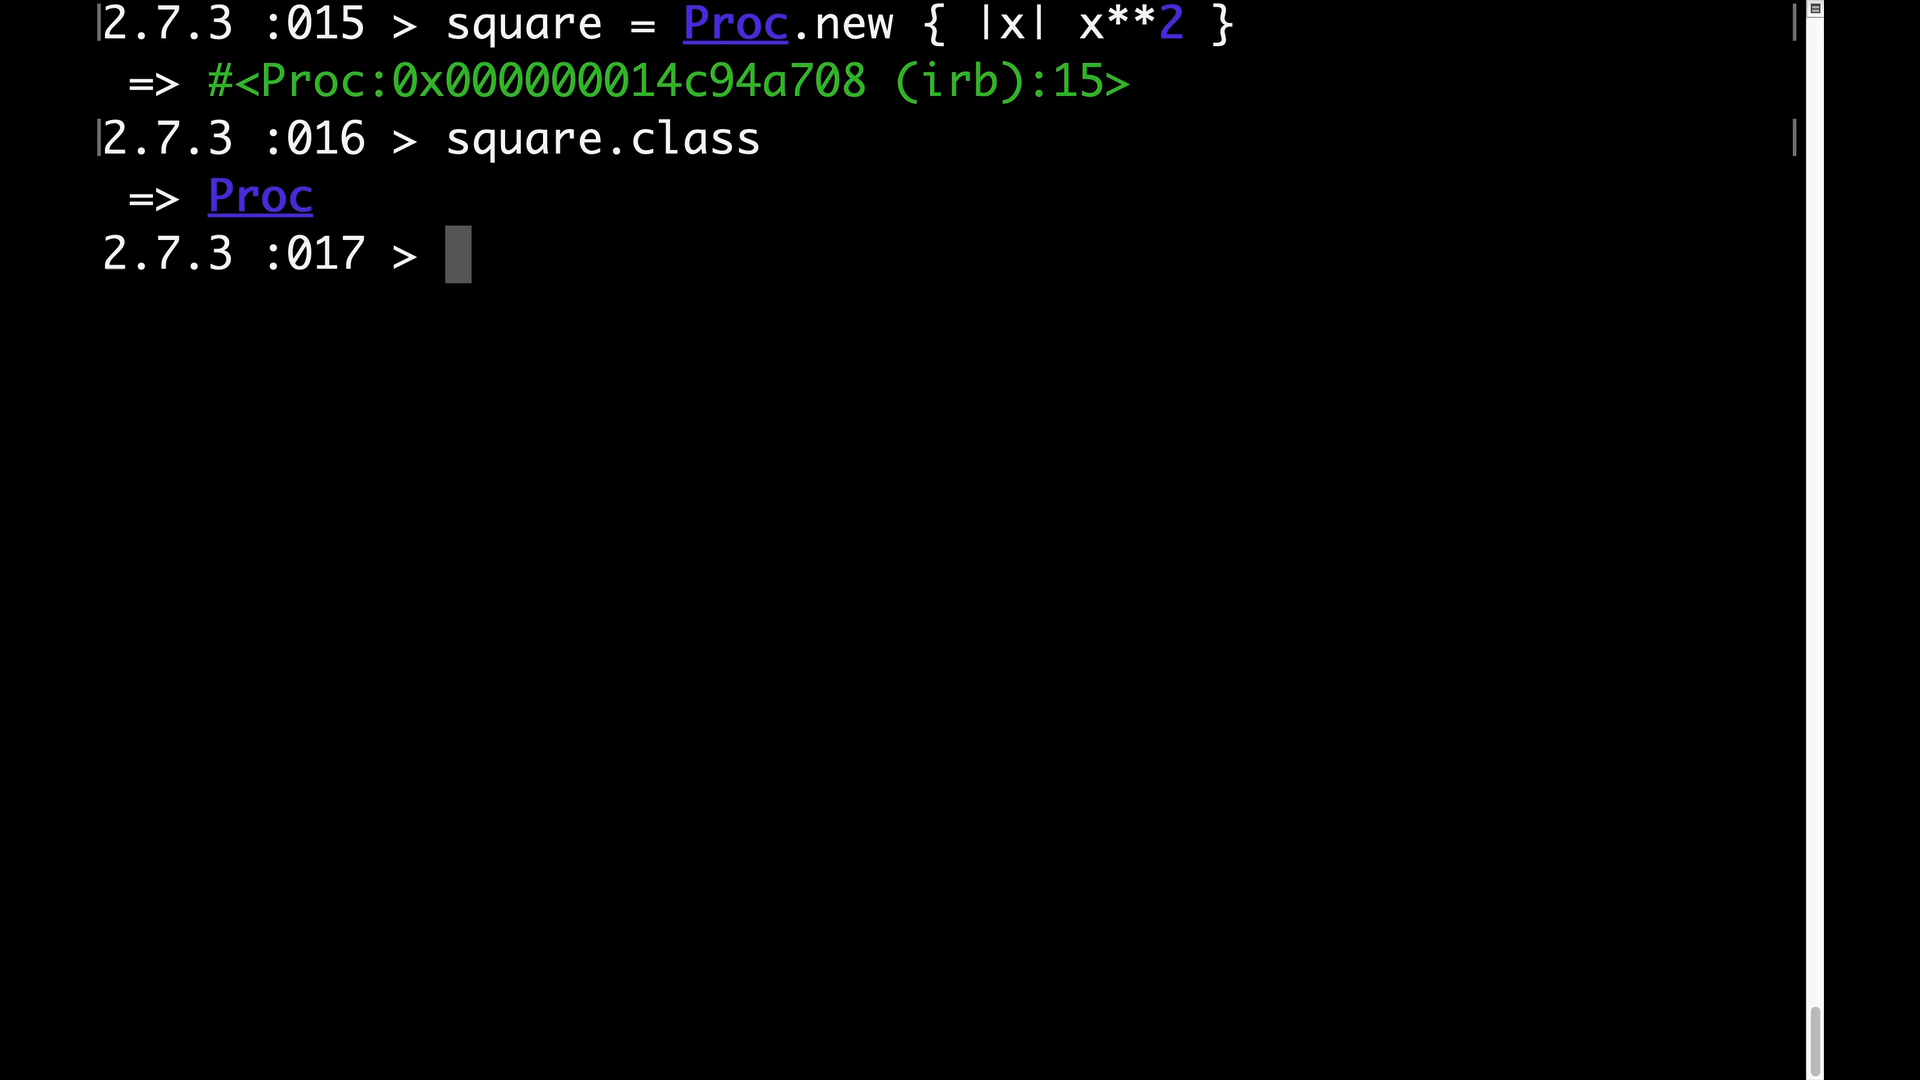 2.7.3 :015 > square = Proc.new { |x| x**2 }
 => #<Proc:0x000000014c94a708 (irb):15>
2.7.3 :016 > square.class
 => Proc
2.7.3 :017 >